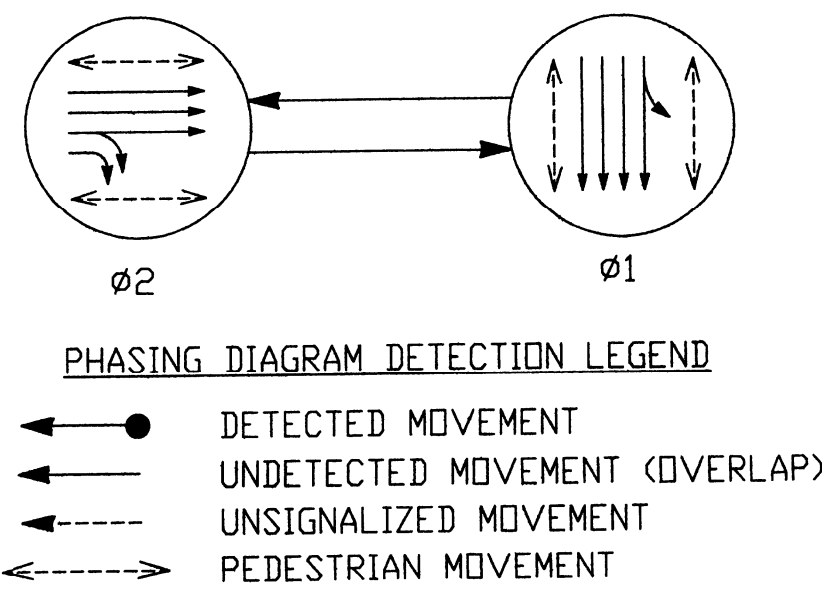 Ø2
Ø1
PHASING DIAGRAM DETECTION LEGEND
DETECTED MOVEMENT
UNDETECTED MOVEMENT (OVERLAP)
UNSIGNALIZED MOVEMENT
PEDESTRIAN MOVEMENT